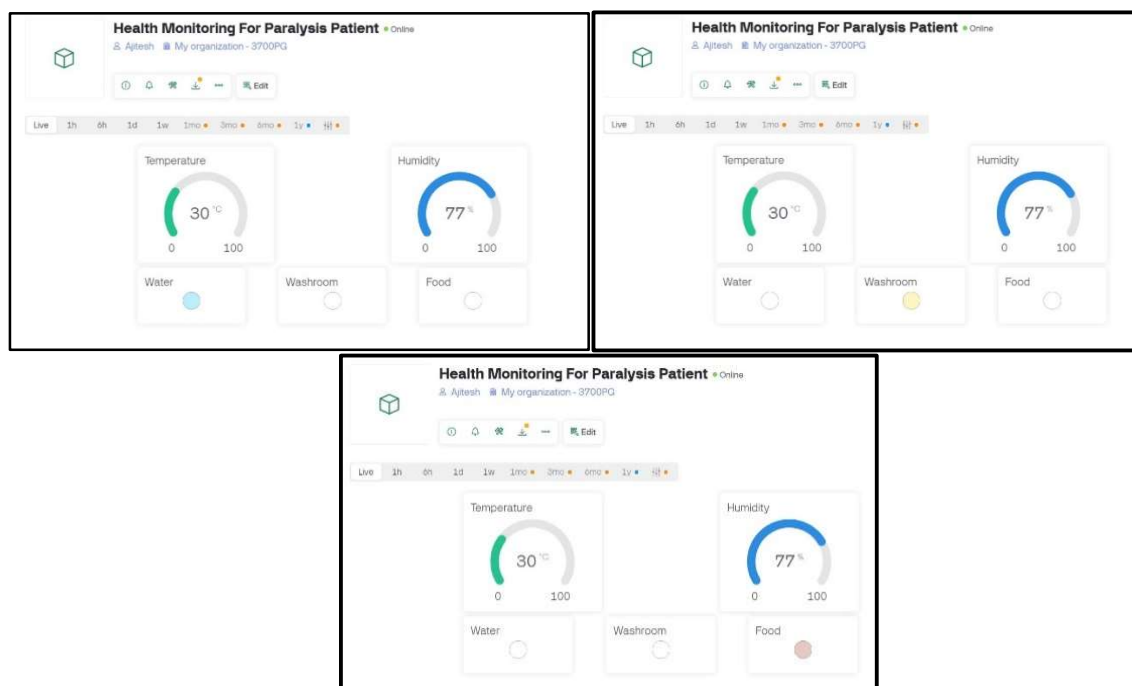 Health Monitoring For Paralysis Patient Online
Ajitesh My organization - 3700PG
Edit
Live 1h 6h 1d 1w 1mo 3mo 6mo 1y
Temperature Humidity
30 °C 77 %
0 100 0 100
Water Washroom Food
Health Monitoring For Paralysis Patient Online
Ajitesh My organization - 3700PG
Edit
Live 1h 6h 1d 1w 1mo 3mo 6mo 1y
Temperature Humidity
30 °C 77 %
0 100 0 100
Water Washroom Food
Health Monitoring For Paralysis Patient Online
Ajitesh My organization - 3700PG
Edit
Live 1h 6h 1d 1w 1mo 3mo 6mo 1y
Temperature Humidity
30 °C 77 %
0 100 0 100
Water Washroom Food